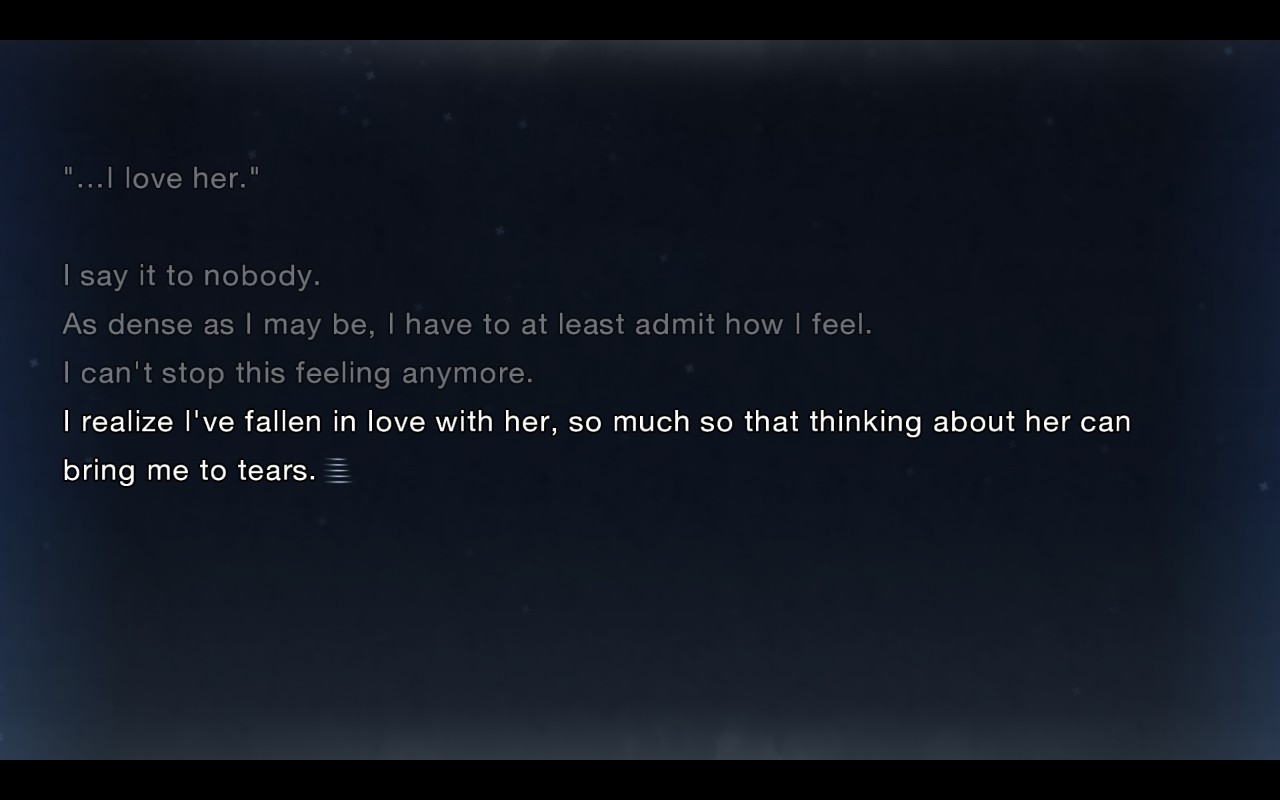 "...I love her."
I say it to nobody.
As dense as I may be, I have to at least admit how I feel.
I can't stop this feeling anymore.
I realize I've fallen in love with her, so much so that thinking about her can
bring me to tears.